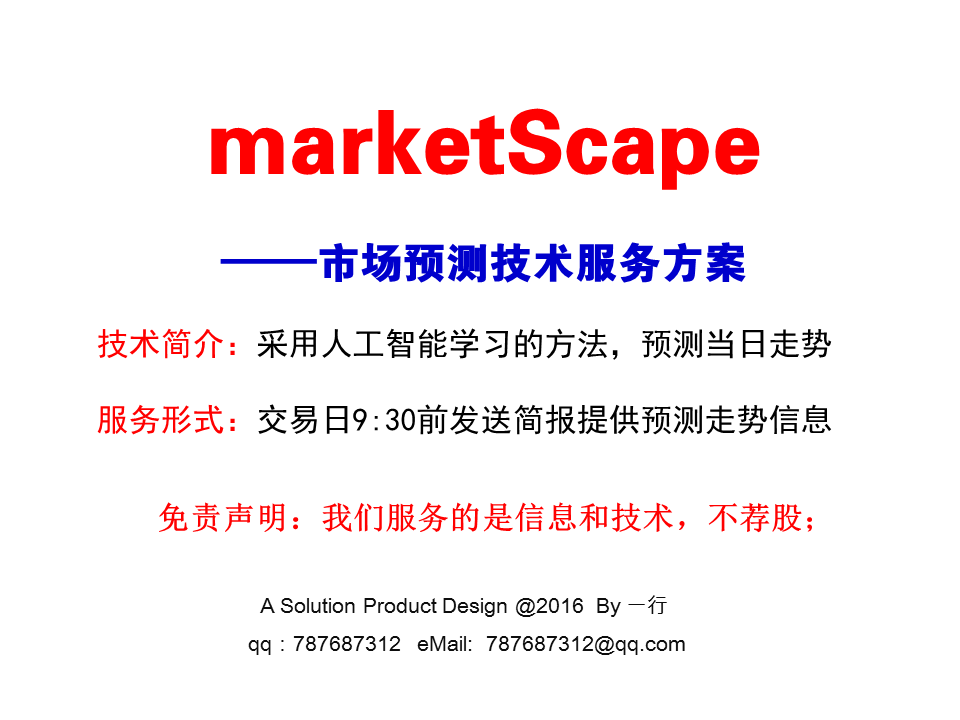 marketScape
——市场预测技术服务方案
技术简介：采用人工智能学习的方法，预测当日走势
服务形式：交易日9:30前发送简报提供预测走势信息
免责声明：我们服务的是信息和技术，不荐股；
A Solution Product Design @2016 By 一行
qq：787687312 eMail: 787687312@qq.com